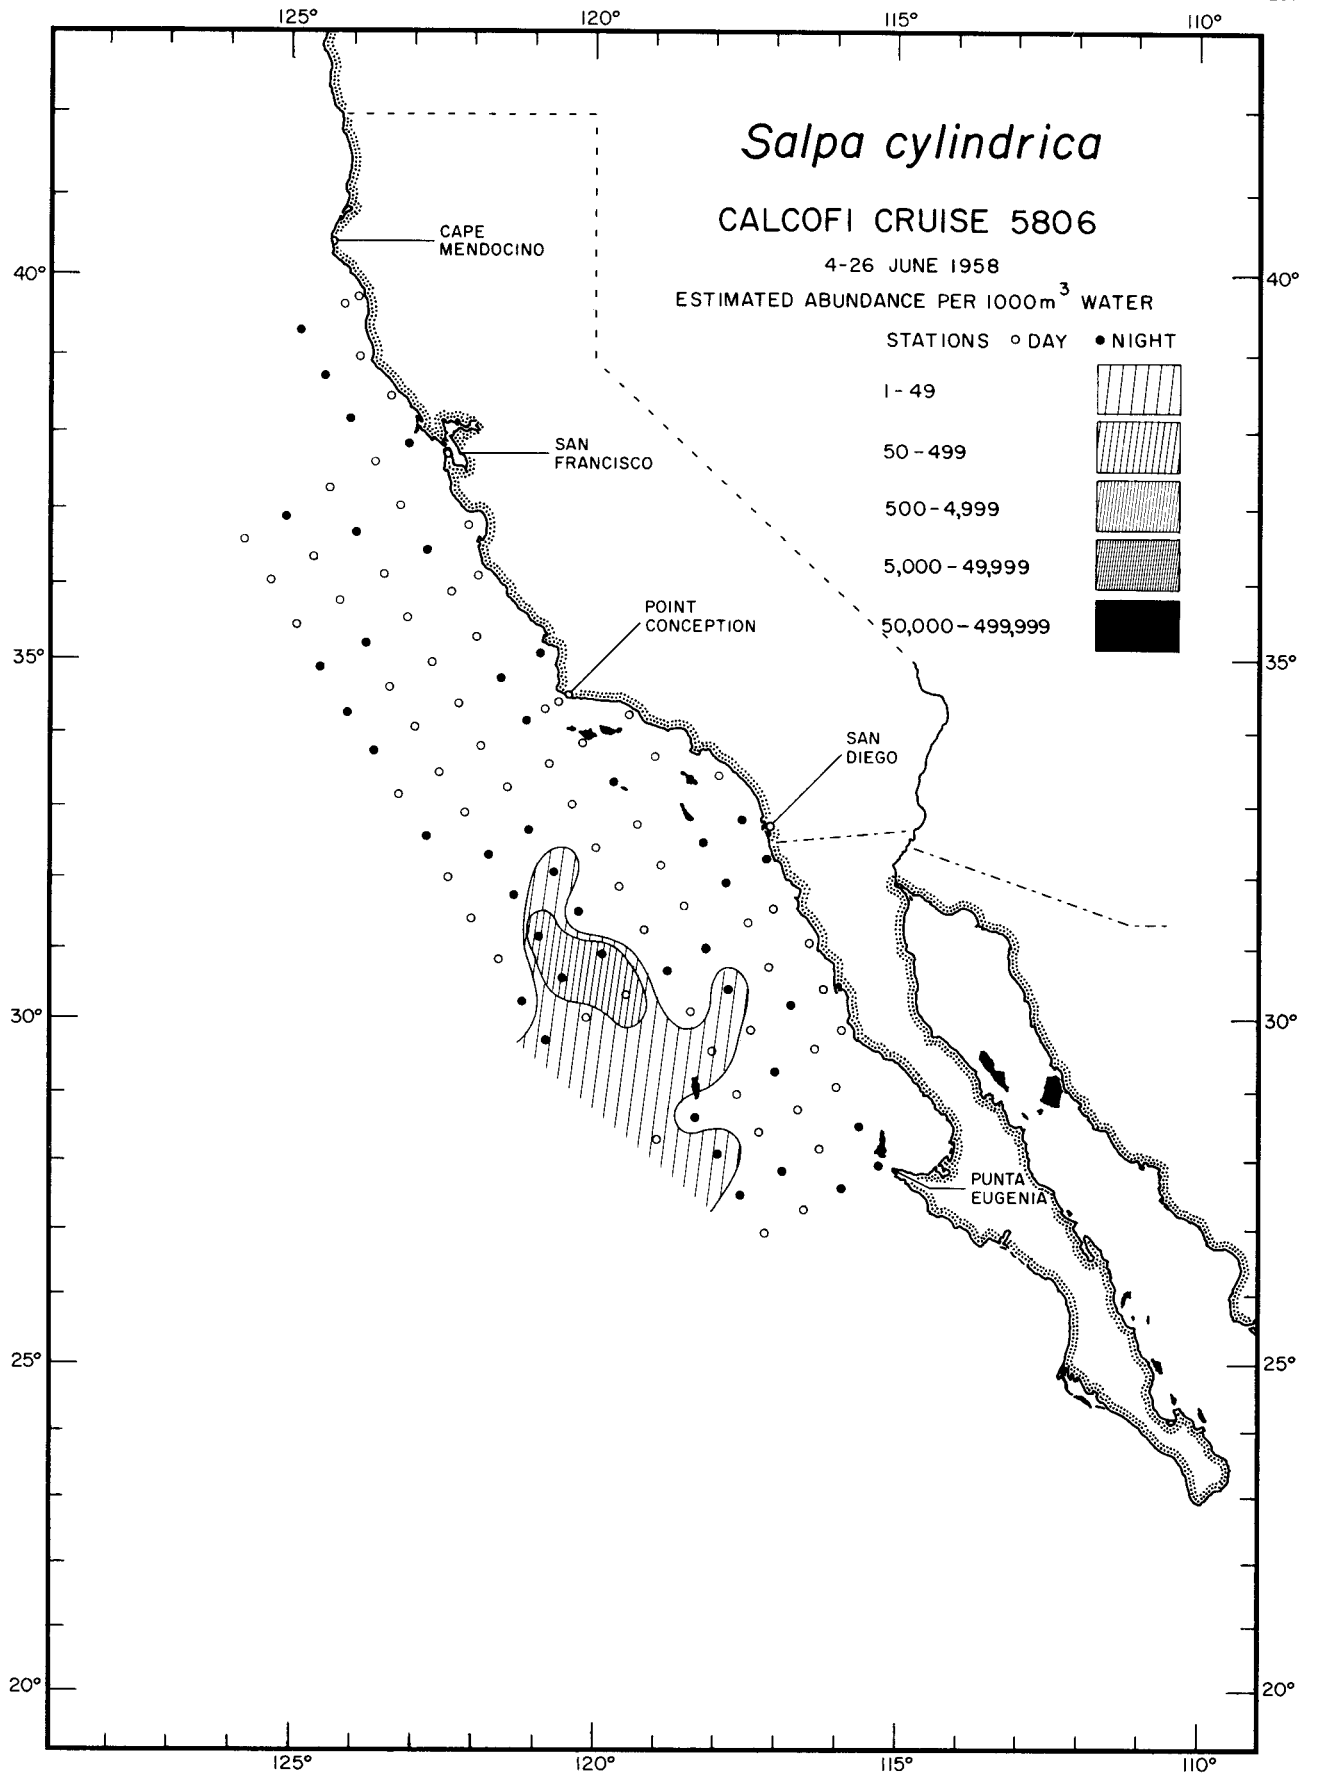 125° 120° 115° 110°
Salpa cylindrica
CALCOFI CRUISE 5806
4-26 JUNE 1958
ESTIMATED ABUNDANCE PER 1000m³ WATER
STATIONS ○ DAY ● NIGHT
1-49
50-499
500-4,999
5,000-49,999
50,000-499,999
CAPE
MENDOCINO
SAN
FRANCISCO
POINT
CONCEPTION
SAN
DIEGO
PUNTA
EUGENIA
40° 40°
35° 35°
30° 30°
25° 25°
20° 20°
125° 120° 115° 110°